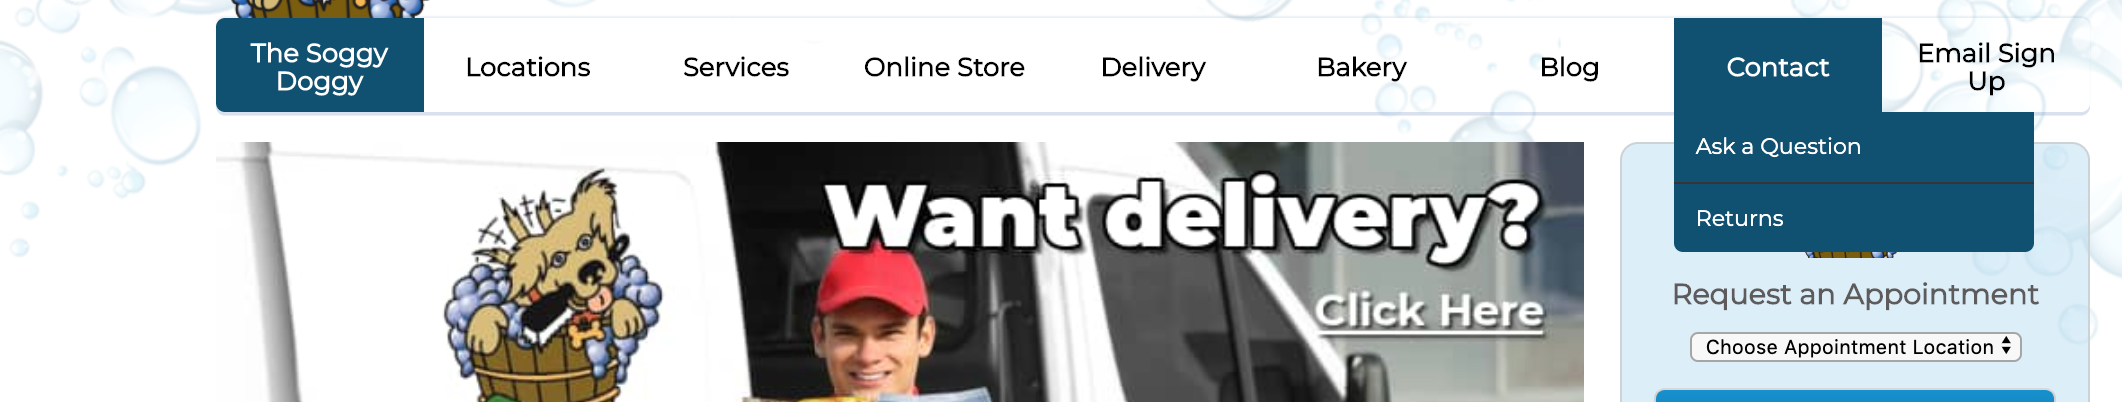 The Soggy
Doggy
Locations
Services
Online Store
Delivery
Bakery
Blog
Contact
Email Sign
Up
Ask a Question
Returns
Want delivery?
Click Here
Request an Appointment
Choose Appointment Location